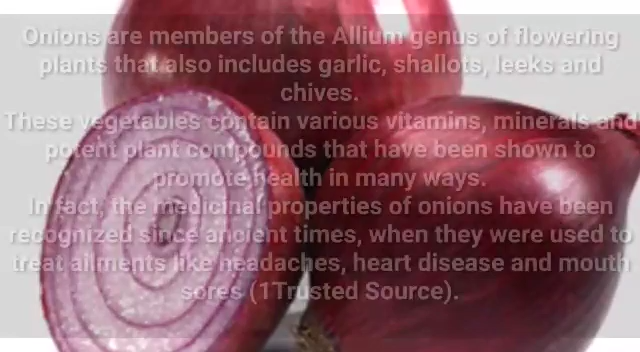 Onions are members of the Allium genus of flowering
plants that also includes garlic, shallots, leeks and
chives.
These vegetables contain various vitamins, minerals and
potent plant compounds that have been shown to
promote health in many ways.
In fact, the medicinal properties of onions have been
recognized since ancient times, when they were used to
treat ailments like headaches, heart disease and mouth
sores (1Trusted Source).